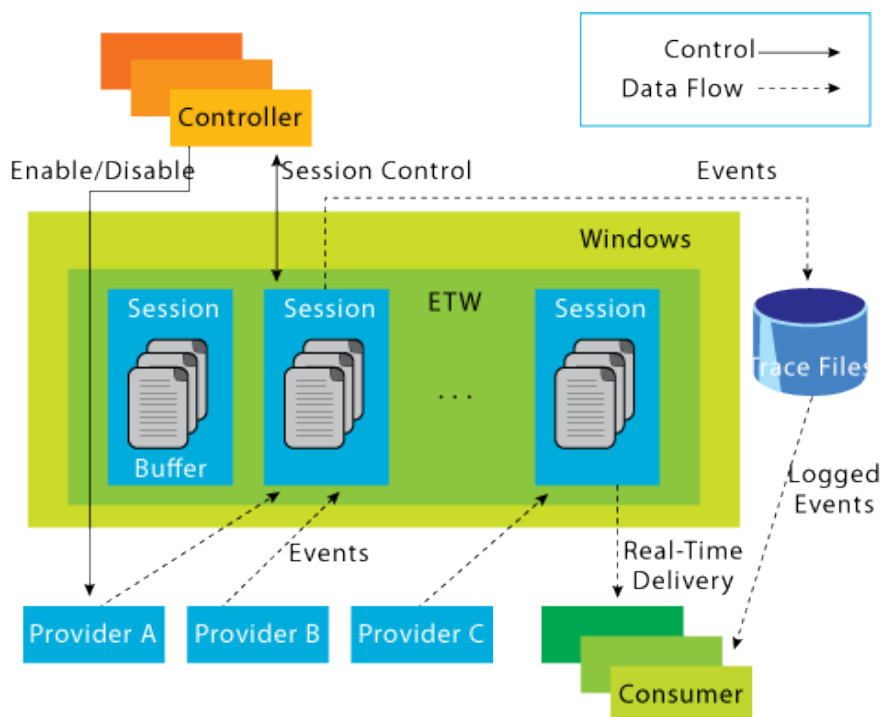 Control
Data Flow
Controller
Enable/Disable
Session Control
Events
Windows
ETW
Session
Session
Session
...
Buffer
Trace Files
Logged
Events
Events
Real-Time
Delivery
Provider A
Provider B
Provider C
Consumer